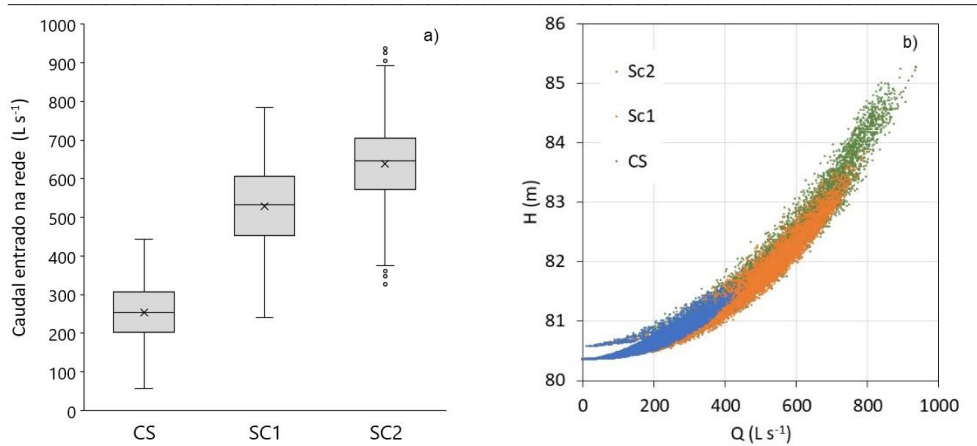 a)
Caudal entrado na rede (L s⁻¹)
1000
900
800
700
600
500
400
300
200
100
0
CS
SC1
SC2
b)
H (m)
86
85
84
83
82
81
80
Sc2
Sc1
CS
0
200
400
600
800
1000
Q (L s⁻¹)